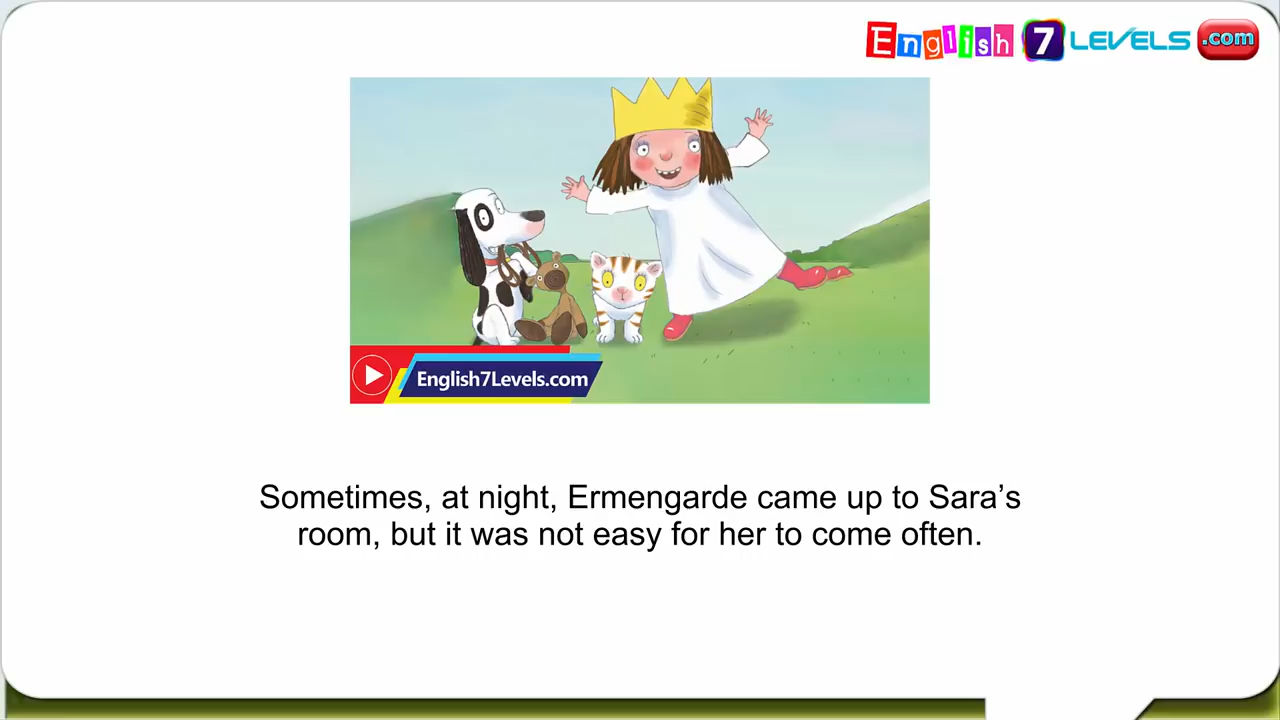 English 7 LEVELS .com
English7Levels.com
Sometimes, at night, Ermengarde came up to Sara’s
room, but it was not easy for her to come often.